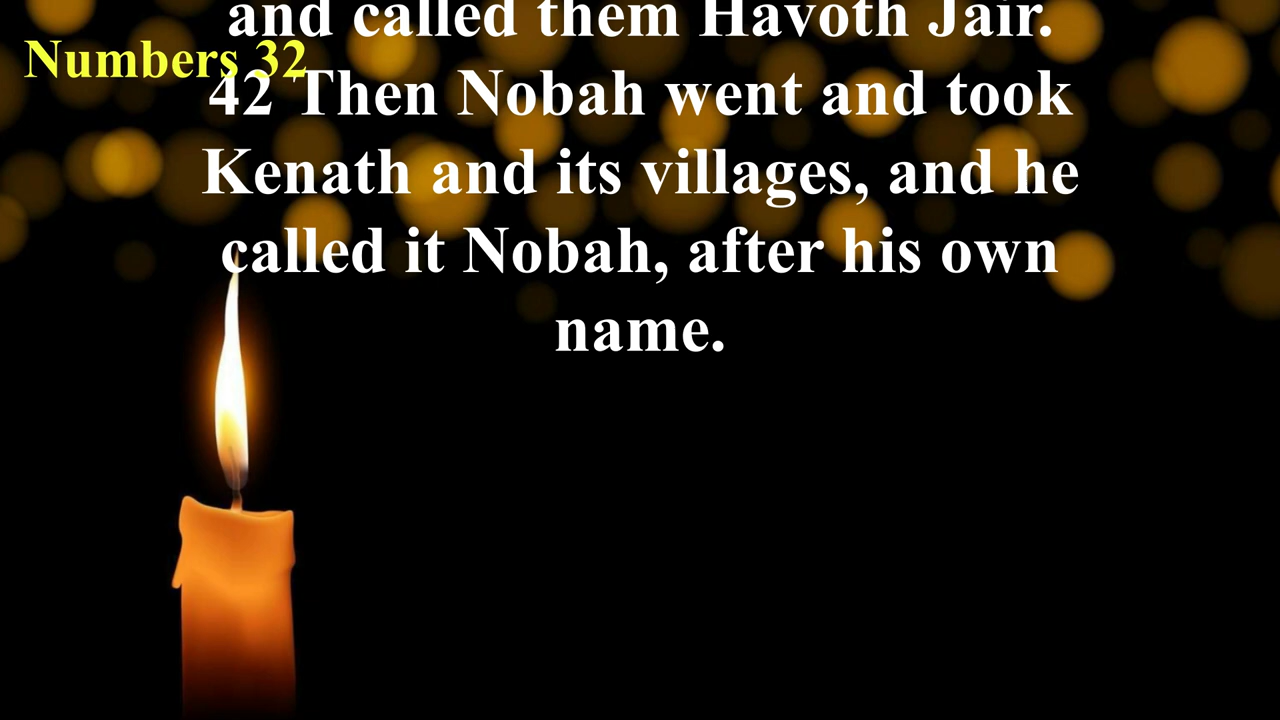 and called them Havoth Jair.
Numbers 32
42 Then Nobah went and took
Kenath and its villages, and he
called it Nobah, after his own
name.